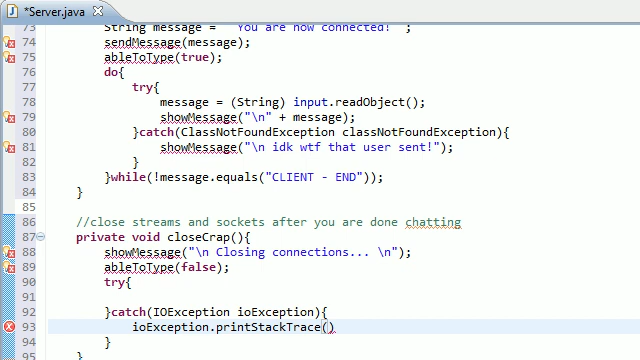 *Server.java
73 String message = " You are now connected! ";
74 sendMessage(message);
75 ableToType(true);
76 do{
77 try{
78 message = (String) input.readObject();
79 showMessage("\n" + message);
80 }catch(ClassNotFoundException classNotFoundException){
81 showMessage("\n idk wtf that user sent!");
82 }
83 }while(!message.equals("CLIENT - END"));
84 }
85
86 //close streams and sockets after you are done chatting
87 private void closeCrap(){
88 showMessage("\n Closing connections... \n");
89 ableToType(false);
90 try{
91
92 }catch(IOException ioException){
93 ioException.printStackTrace()
94 }
95 }